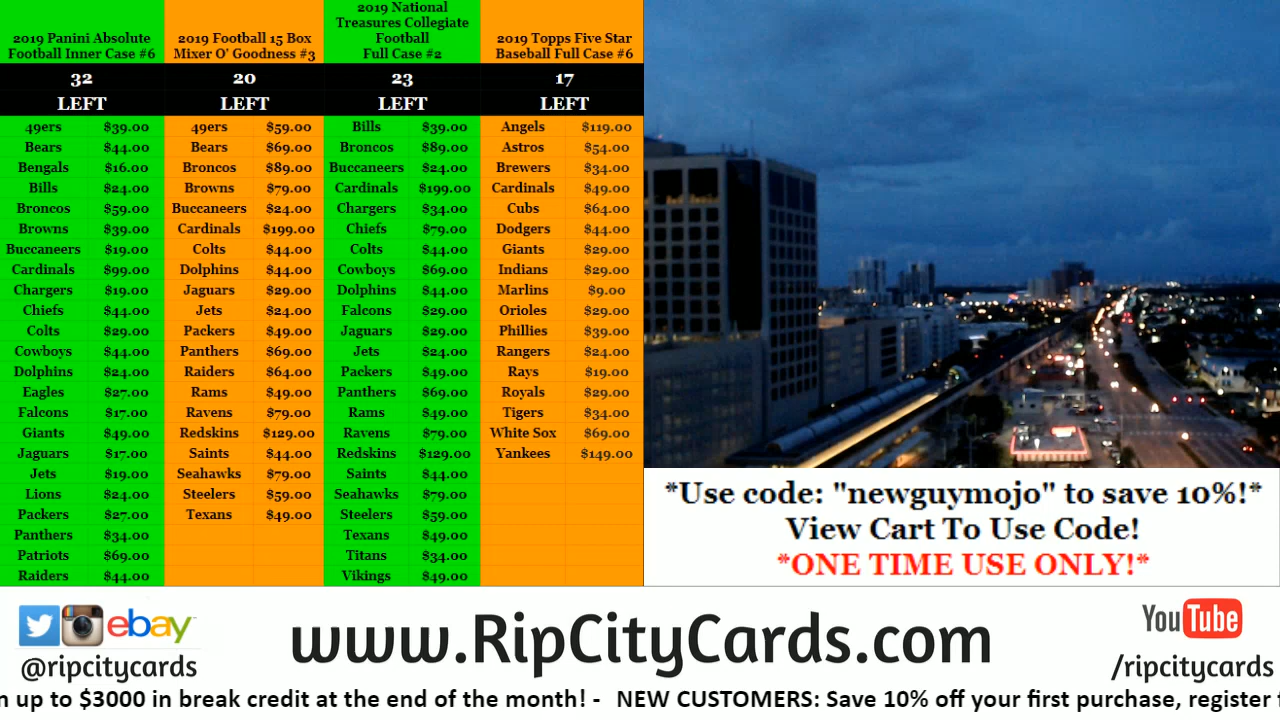 2019 Panini Absolute
Football Inner Case #6
32
LEFT
49ers $39.00
Bears $44.00
Bengals $16.00
Bills $24.00
Broncos $59.00
Browns $39.00
Buccaneers $19.00
Cardinals $99.00
Chargers $19.00
Chiefs $44.00
Colts $29.00
Cowboys $44.00
Dolphins $24.00
Eagles $27.00
Falcons $17.00
Giants $49.00
Jaguars $17.00
Jets $19.00
Lions $24.00
Packers $27.00
Panthers $34.00
Patriots $69.00
Raiders $44.00
2019 Football 15 Box
Mixer O' Goodness #3
20
LEFT
49ers $59.00
Bears $69.00
Broncos $89.00
Browns $79.00
Buccaneers $24.00
Cardinals $199.00
Colts $44.00
Dolphins $44.00
Jaguars $29.00
Jets $24.00
Packers $49.00
Panthers $69.00
Raiders $64.00
Rams $49.00
Ravens $79.00
Redskins $129.00
Saints $44.00
Seahawks $79.00
Steelers $59.00
Texans $49.00
2019 National
Treasures Collegiate
Football
Full Case #2
23
LEFT
Bills $39.00
Broncos $89.00
Buccaneers $24.00
Cardinals $199.00
Chargers $34.00
Chiefs $79.00
Colts $44.00
Cowboys $69.00
Dolphins $44.00
Falcons $29.00
Jaguars $29.00
Jets $24.00
Packers $49.00
Panthers $69.00
Rams $49.00
Ravens $79.00
Redskins $129.00
Saints $44.00
Seahawks $79.00
Steelers $59.00
Texans $49.00
Titans $34.00
Vikings $49.00
2019 Topps Five Star
Baseball Full Case #6
17
LEFT
Angels $119.00
Astros $54.00
Brewers $34.00
Cardinals $49.00
Cubs $64.00
Dodgers $44.00
Giants $29.00
Indians $29.00
Marlins $9.00
Orioles $29.00
Phillies $39.00
Rangers $24.00
Rays $19.00
Royals $29.00
Tigers $34.00
White Sox $69.00
Yankees $149.00
*Use code: "newguymojo" to save 10%!*
View Cart To Use Code!
*ONE TIME USE ONLY!*
ebay
@ripcitycards
www.RipCityCards.com
YouTube
/ripcitycards
n up to $3000 in break credit at the end of the month! - NEW CUSTOMERS: Save 10% off your first purchase, register